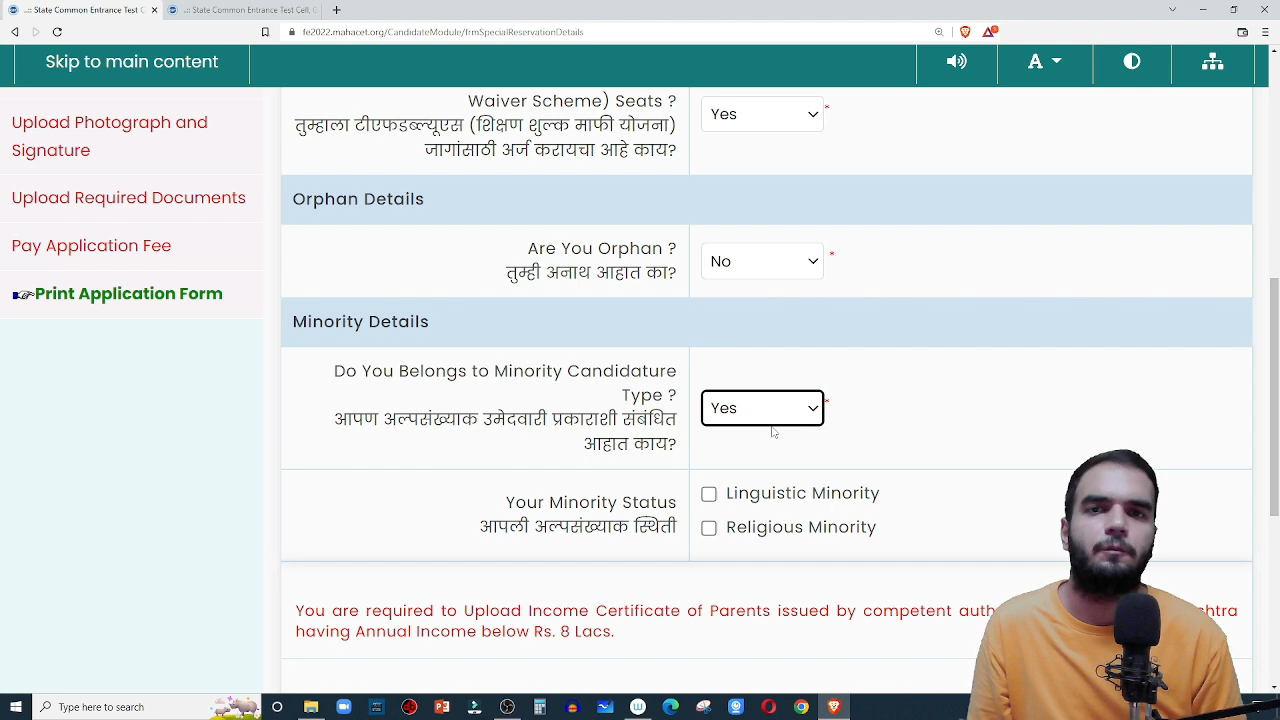 : State Common Entrance Test C
: State Common Entrance Test Cell, G
fe2022.mahacet.org/CandidateModule/frmSpecialReservationDetails
Skip to main content
A
Upload Photograph and
Signature
Upload Required Documents
Pay Application Fee
Print Application Form
Waiver Scheme) Seats ?
तुम्हाला टीएफडब्ल्यूएस (शिक्षण शुल्क माफी योजना)
जागांसाठी अर्ज करायचा आहे काय?
Yes
*
Orphan Details
Are You Orphan ?
तुम्ही अनाथ आहात का?
No
*
Minority Details
Do You Belongs to Minority Candidature
Type ?
आपण अल्पसंख्याक उमेदवारी प्रकाराशी संबंधित
आहात काय?
Yes
*
Your Minority Status
आपली अल्पसंख्याक स्थिती
Linguistic Minority
Religious Minority
You are required to Upload Income Certificate of Parents issued by competent auth
htra
having Annual Income below Rs. 8 Lacs.
Type here to search